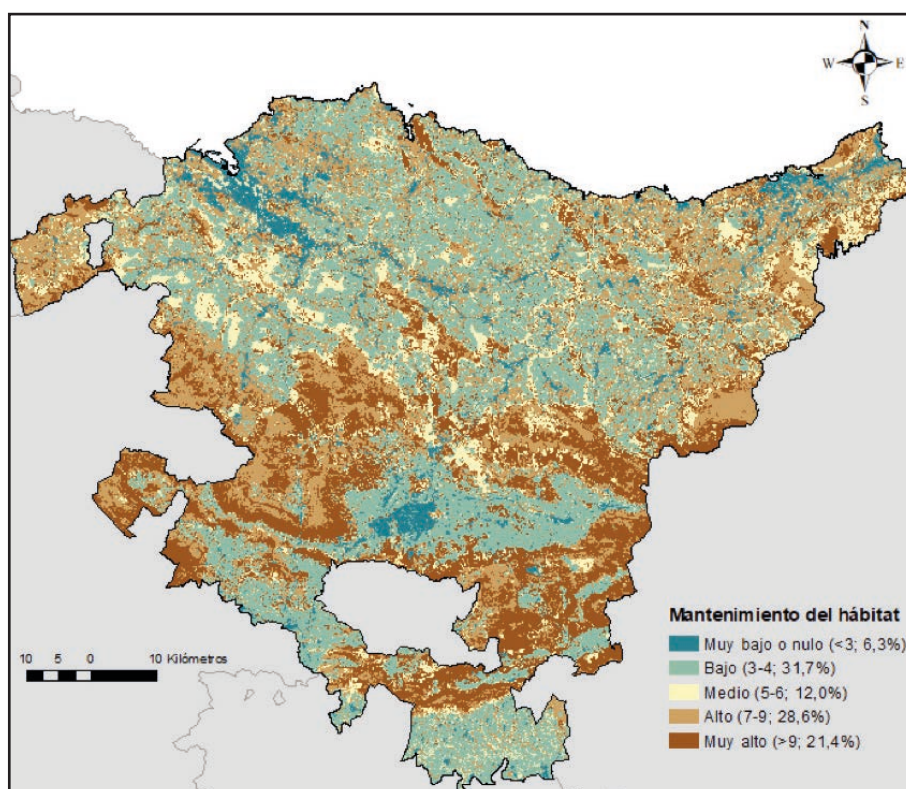 N
W E
S
Mantenimiento del hábitat
Muy bajo o nulo (<3; 6,3%)
Bajo (3-4; 31,7%)
Medio (5-6; 12,0%)
Alto (7-9; 28,6%)
Muy alto (>9; 21,4%)
10 5 0 10 Kilómetros